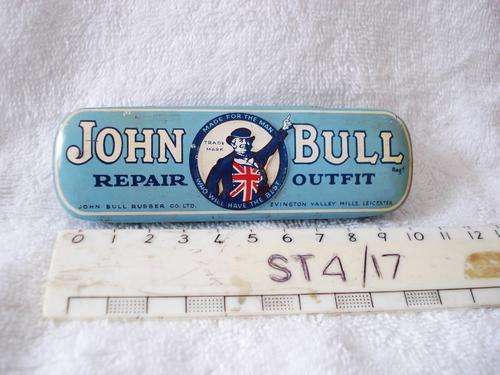 JOHN BULL
MADE FOR THE MAN
TRADE
MARK
WHO WILL HAVE THE BEST
Regd
REPAIR OUTFIT
JOHN BULL RUBBER CO. LTD. EVINGTON VALLEY MILLS, LEICESTER
0 1 2 3 4 5 6 7 8 9 10 11 12
ST4/17